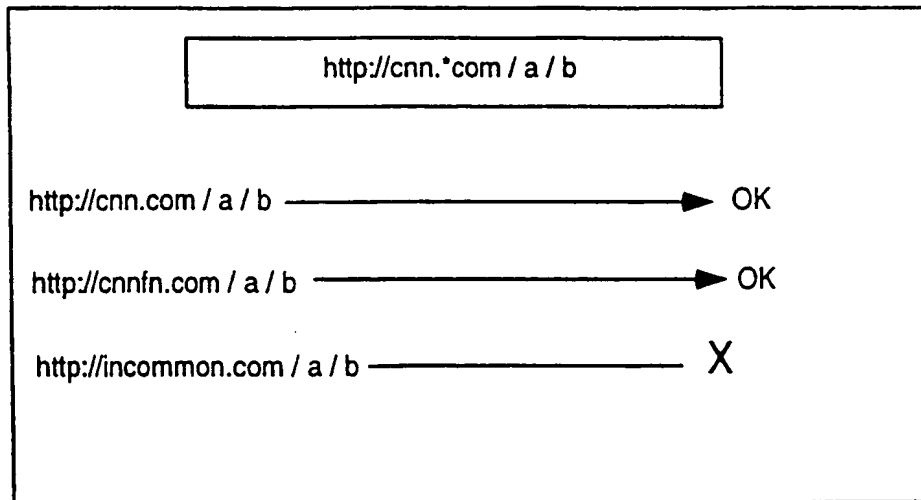 http://cnn.*com / a / b
http://cnn.com / a / b OK
http://cnnfn.com / a / b OK
http://incommon.com / a / b X